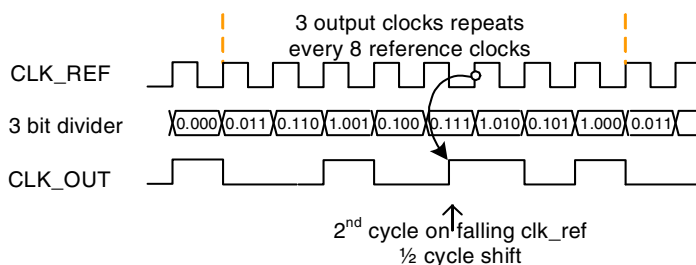 3 output clocks repeats
every 8 reference clocks
CLK_REF
3 bit divider
0.000 0.011 0.110 1.001 0.100 0.111 1.010 0.101 1.000 0.011
CLK_OUT
2nd cycle on falling clk_ref
½ cycle shift